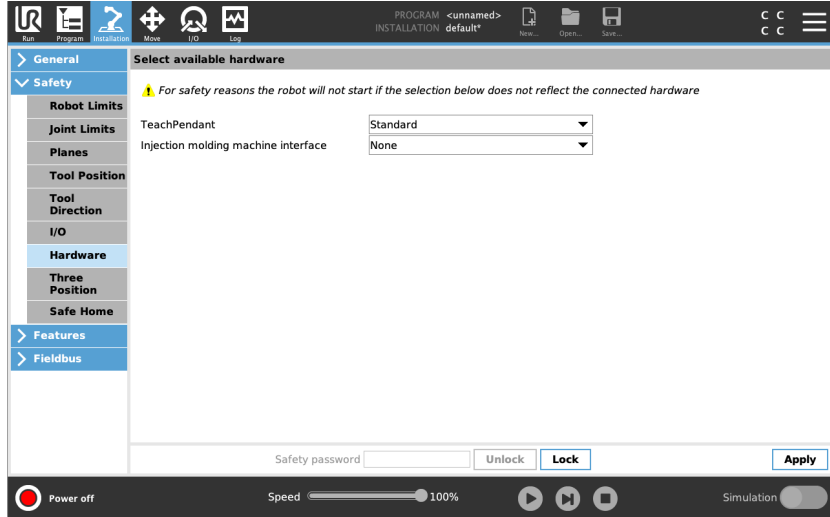 UR
Run
Program
Installation
Move
I/O
Log
PROGRAM <unnamed>
INSTALLATION default*
New...
Open...
Save...
C C
C C
General
Safety
Robot Limits
Joint Limits
Planes
Tool Position
Tool
Direction
I/O
Hardware
Three
Position
Safe Home
Features
Fieldbus
Select available hardware
For safety reasons the robot will not start if the selection below does not reflect the connected hardware
TeachPendant Standard
Injection molding machine interface None
Safety password Unlock Lock Apply
Power off Speed 100% Simulation